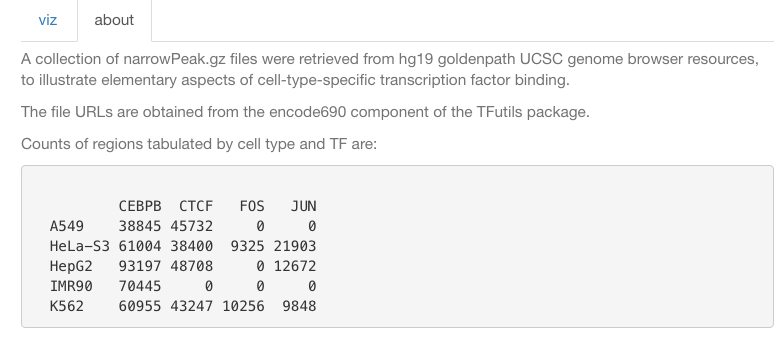 viz about
A collection of narrowPeak.gz files were retrieved from hg19 goldenpath UCSC genome browser resources,
to illustrate elementary aspects of cell-type-specific transcription factor binding.
The file URLs are obtained from the encode690 component of the TFutils package.
Counts of regions tabulated by cell type and TF are:
        CEBPB  CTCF   FOS   JUN
A549    38845 45732     0     0
HeLa-S3 61004 38400  9325 21903
HepG2   93197 48708     0 12672
IMR90   70445     0     0     0
K562    60955 43247 10256  9848